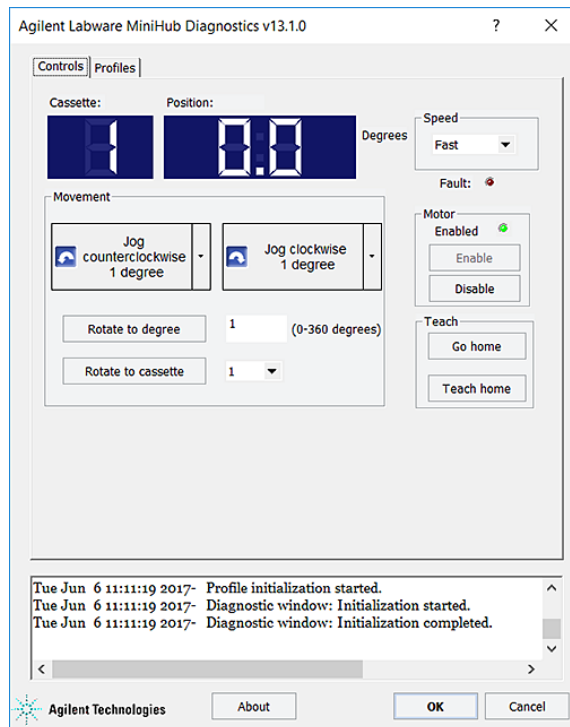 Agilent Labware MiniHub Diagnostics v13.1.0
?
Controls
Profiles
Cassette:
Position:
1
0.0
Degrees
Speed
Fast
Fault:
Movement
Jog
counterclockwise
1 degree
Jog clockwise
1 degree
Motor
Enabled
Enable
Disable
Rotate to degree
1
(0-360 degrees)
Rotate to cassette
1
Teach
Go home
Teach home
Tue Jun  6 11:11:19 2017-  Profile initialization started.
Tue Jun  6 11:11:19 2017-  Diagnostic window: Initialization started.
Tue Jun  6 11:11:19 2017-  Diagnostic window: Initialization completed.
Agilent Technologies
About
OK
Cancel